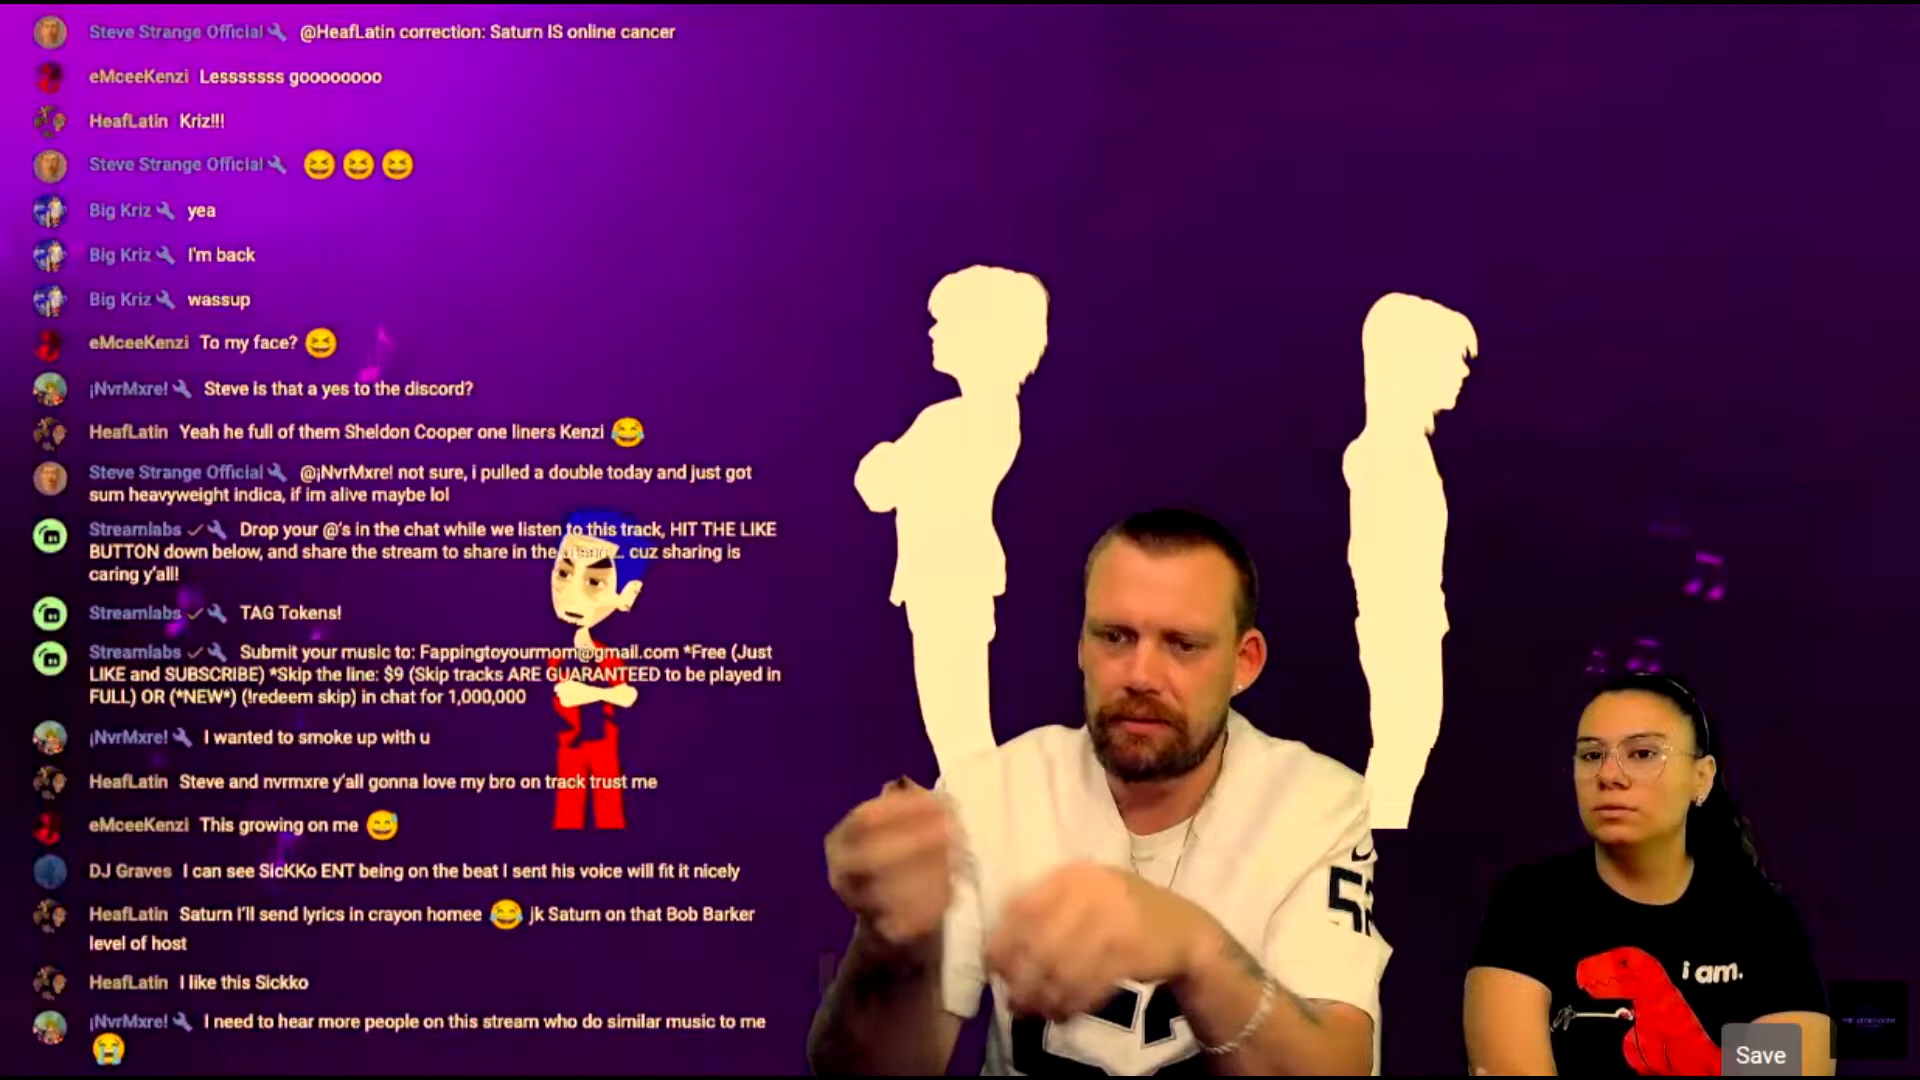 Steve Strange Official @HeafLatin correction: Saturn IS online cancer
eMceeKenzi Lesssssss goooooooo
HeafLatin Kriz!!!
Steve Strange Official 😆 😆 😆
Big Kriz yea
Big Kriz I'm back
Big Kriz wassup
eMceeKenzi To my face? 😆
¡NvrMxre! Steve is that a yes to the discord?
HeafLatin Yeah he full of them Sheldon Cooper one liners Kenzi 😂
Steve Strange Official @¡NvrMxre! not sure, i pulled a double today and just got
sum heavyweight indica, if im alive maybe lol
Streamlabs Drop your @'s in the chat while we listen to this track, HIT THE LIKE
BUTTON down below, and share the stream to share in the cuz sharing is
caring y'all!
Streamlabs TAG Tokens!
Streamlabs Submit your music to: Fappingtoyourmom@gmail.com *Free (Just
LIKE and SUBSCRIBE) *Skip the line: $9 (Skip tracks ARE GUARANTEED to be played in
FULL) OR (*NEW*) (!redeem skip) in chat for 1,000,000
¡NvrMxre! I wanted to smoke up with u
HeafLatin Steve and nvrmxre y'all gonna love my bro on track trust me
eMceeKenzi This growing on me 😅
DJ Graves I can see SicKKo ENT being on the beat I sent his voice will fit it nicely
HeafLatin Saturn I'll send lyrics in crayon homee 😂 jk Saturn on that Bob Barker
level of host
HeafLatin I like this Sickko
¡NvrMxre! I need to hear more people on this stream who do similar music to me
😭
52
i am.
Save